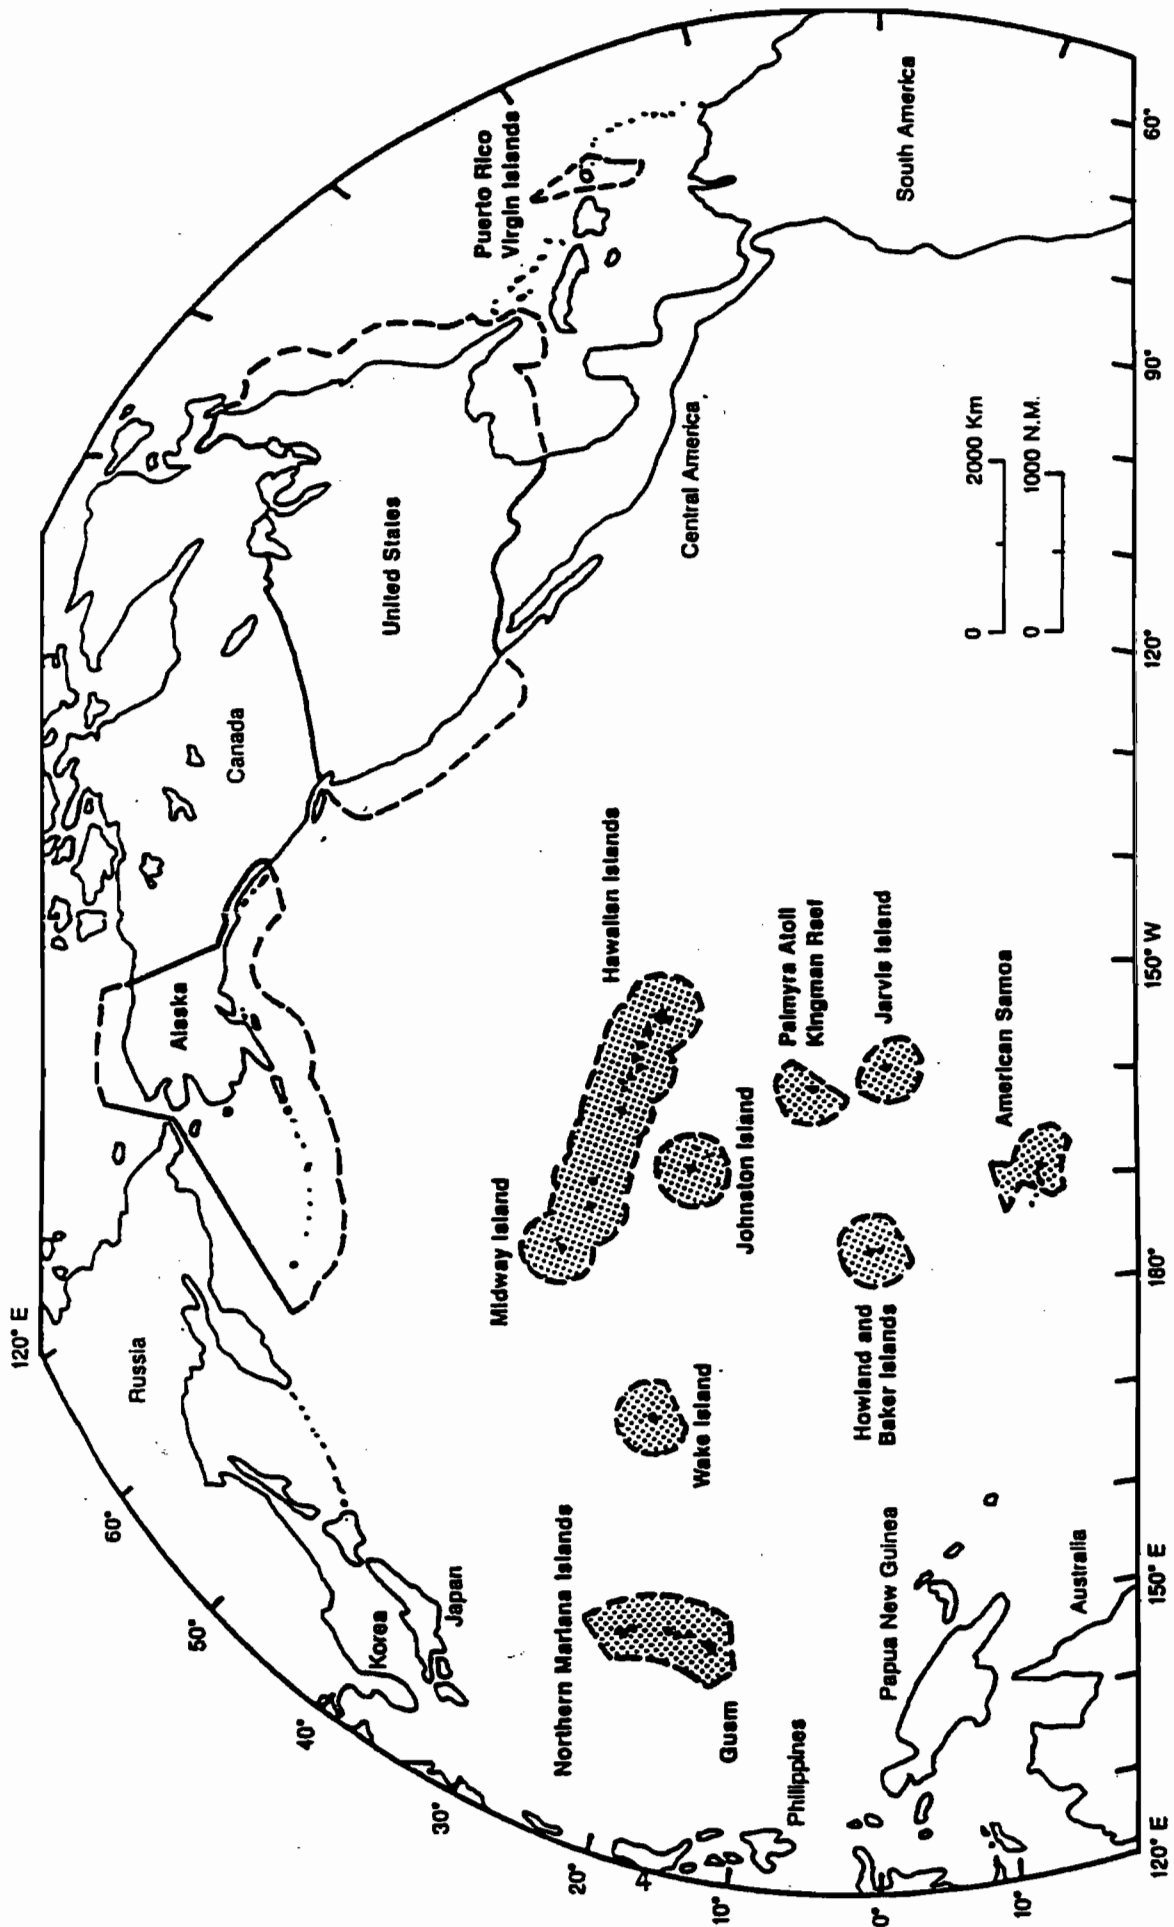 120° E
60°
50°
40°
30°
20°
10°
0°
10°
120° E
150° E
180°
150° W
120°
90°
60°
Russia
Korea
Japan
Philippines
Papua New Guinea
Australia
Northern Mariana Islands
Guam
Wake Island
Midway Island
Hawaiian Islands
Johnston Island
Palmyra Atoll
Kingman Reef
Jarvis Island
Howland and
Baker Islands
American Samoa
Alaska
Canada
United States
Central America
South America
Puerto Rico
Virgin Islands
0 2000 Km
0 1000 N.M.